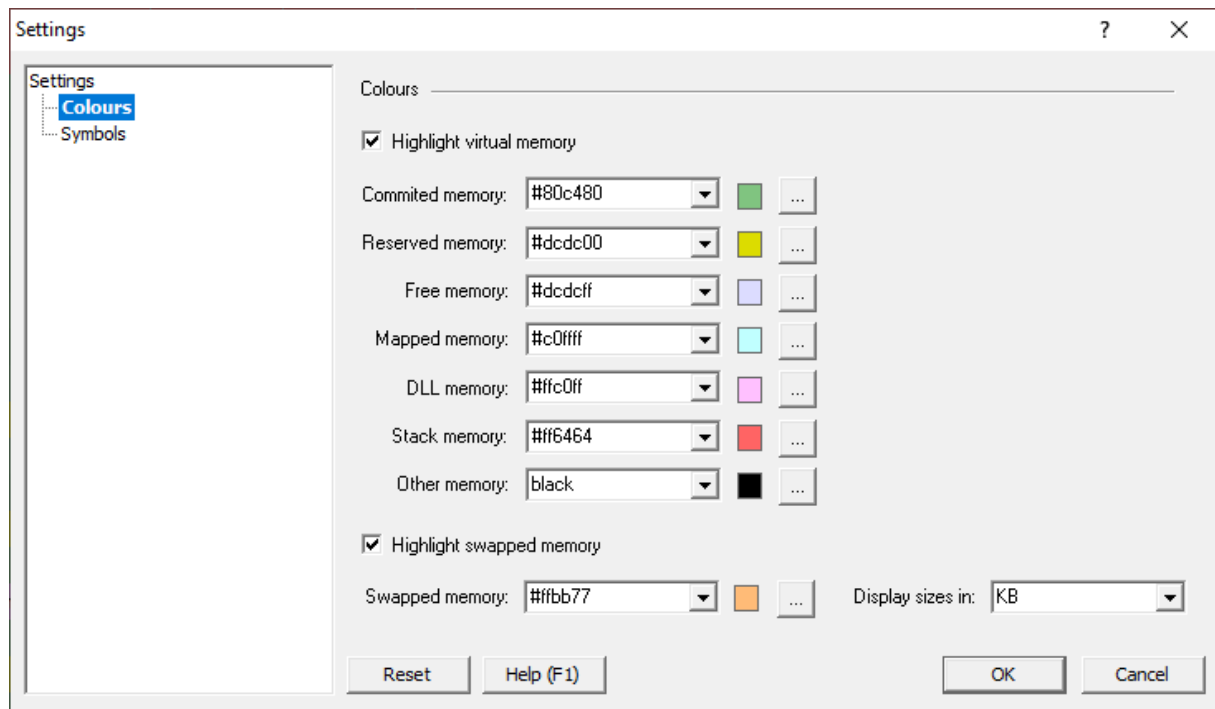 Settings
?
Settings
Colours
Symbols
Colours
Highlight virtual memory
Commited memory: #80c480 ...
Reserved memory: #dcdc00 ...
Free memory: #dcdcff ...
Mapped memory: #c0ffff ...
DLL memory: #ffc0ff ...
Stack memory: #ff6464 ...
Other memory: black ...
Highlight swapped memory
Swapped memory: #ffbb77 ... Display sizes in: KB
Reset Help (F1) OK Cancel